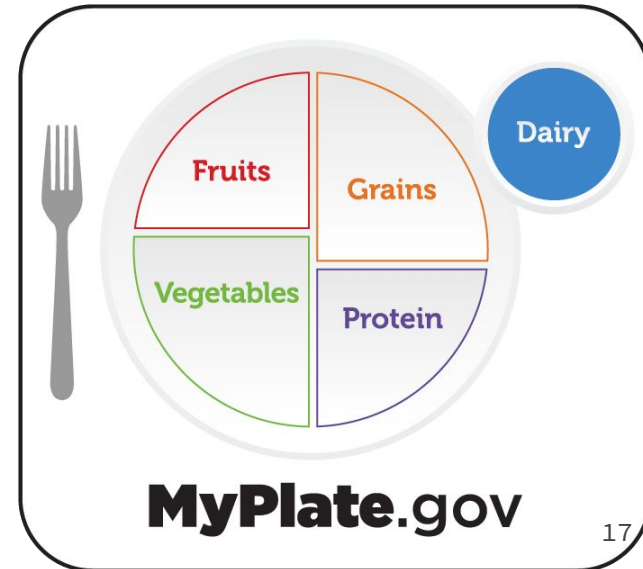 Dairy
Fruits
Grains
Vegetables
Protein
MyPlate.gov
17